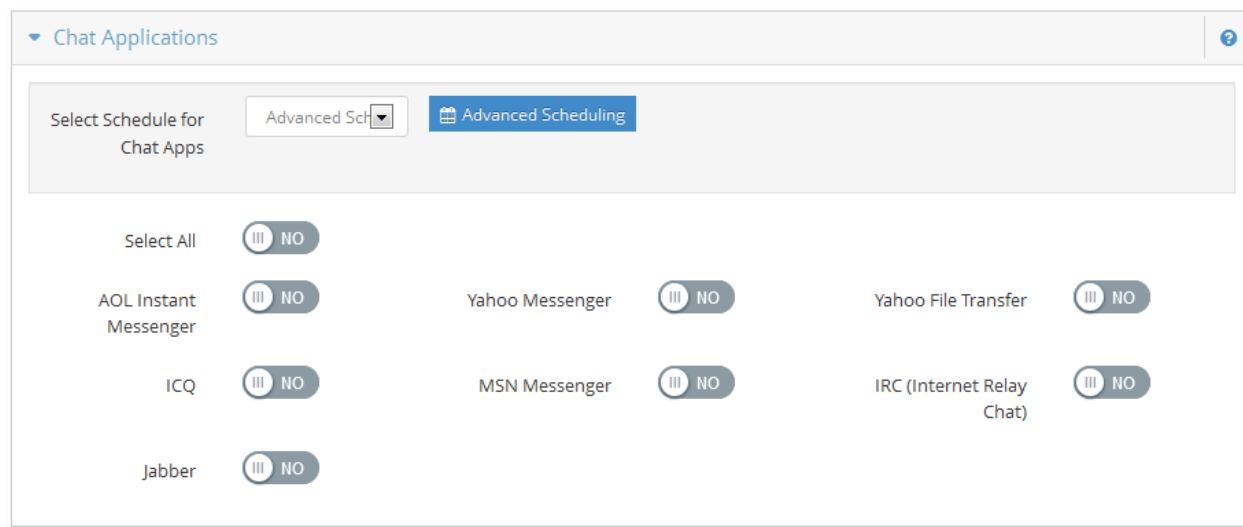 Chat Applications
Select Schedule for
Chat Apps
Advanced Sch
Advanced Scheduling
Select All
NO
AOL Instant
Messenger
NO
Yahoo Messenger
NO
Yahoo File Transfer
NO
ICQ
NO
MSN Messenger
NO
IRC (Internet Relay
Chat)
NO
Jabber
NO